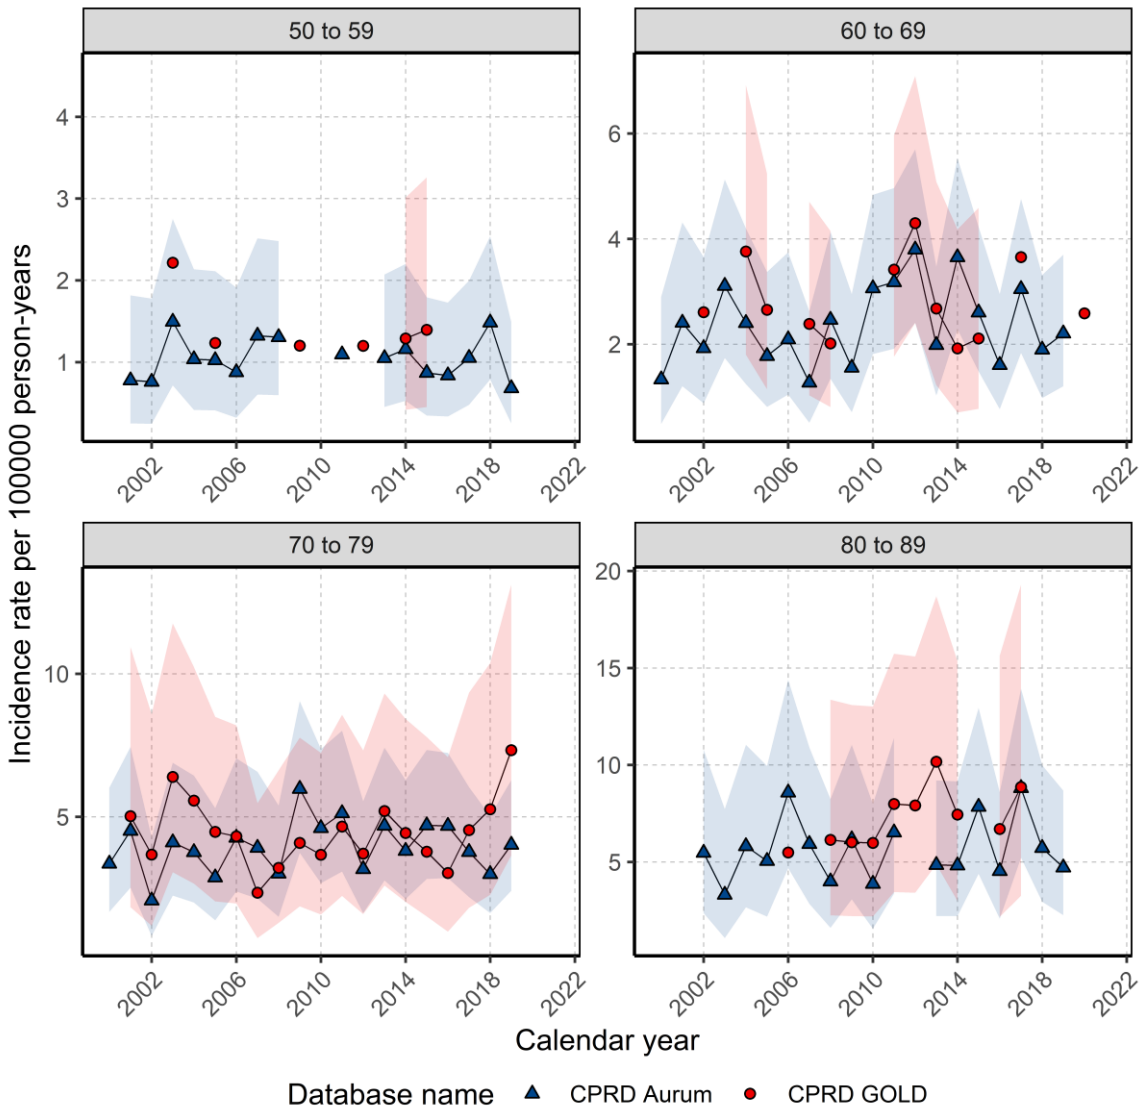 50 to 59
60 to 69
4
3
2
1
6
4
2
2002 2006 2010 2014 2018 2022
2002 2006 2010 2014 2018 2022
70 to 79
80 to 89
10
5
20
15
10
5
2002 2006 2010 2014 2018 2022
2002 2006 2010 2014 2018 2022
Incidence rate per 100000 person-years
Calendar year
Database name CPRD Aurum CPRD GOLD